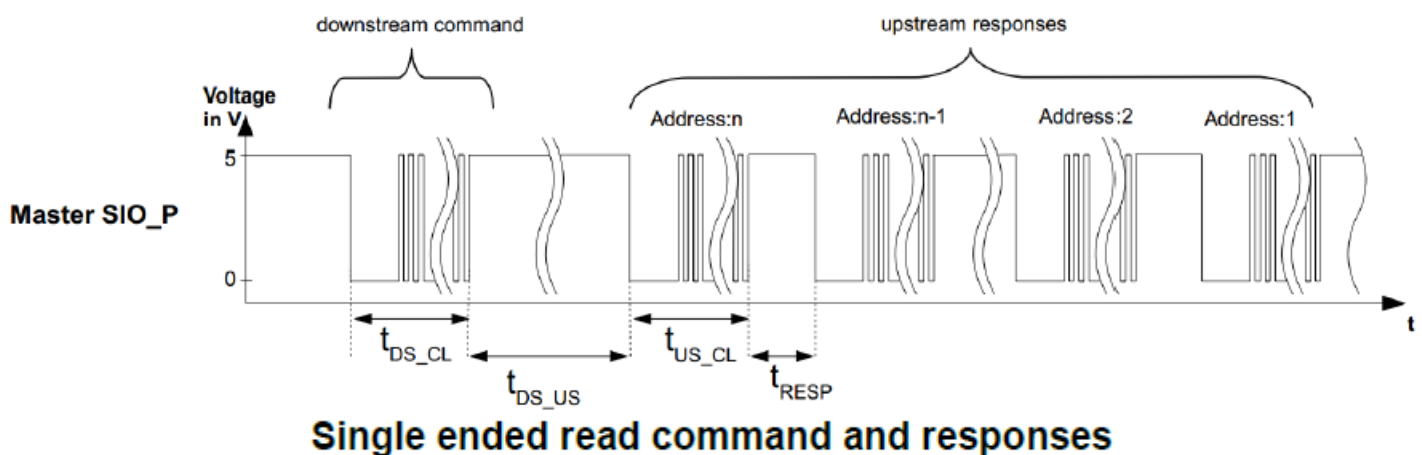 downstream command
upstream responses
Voltage
in V
Address:n
Address:n-1
Address:2
Address:1
5
Master SIO_P
0
t
tDS_CL
tUS_CL
tDS_US
tRESP
Single ended read command and responses